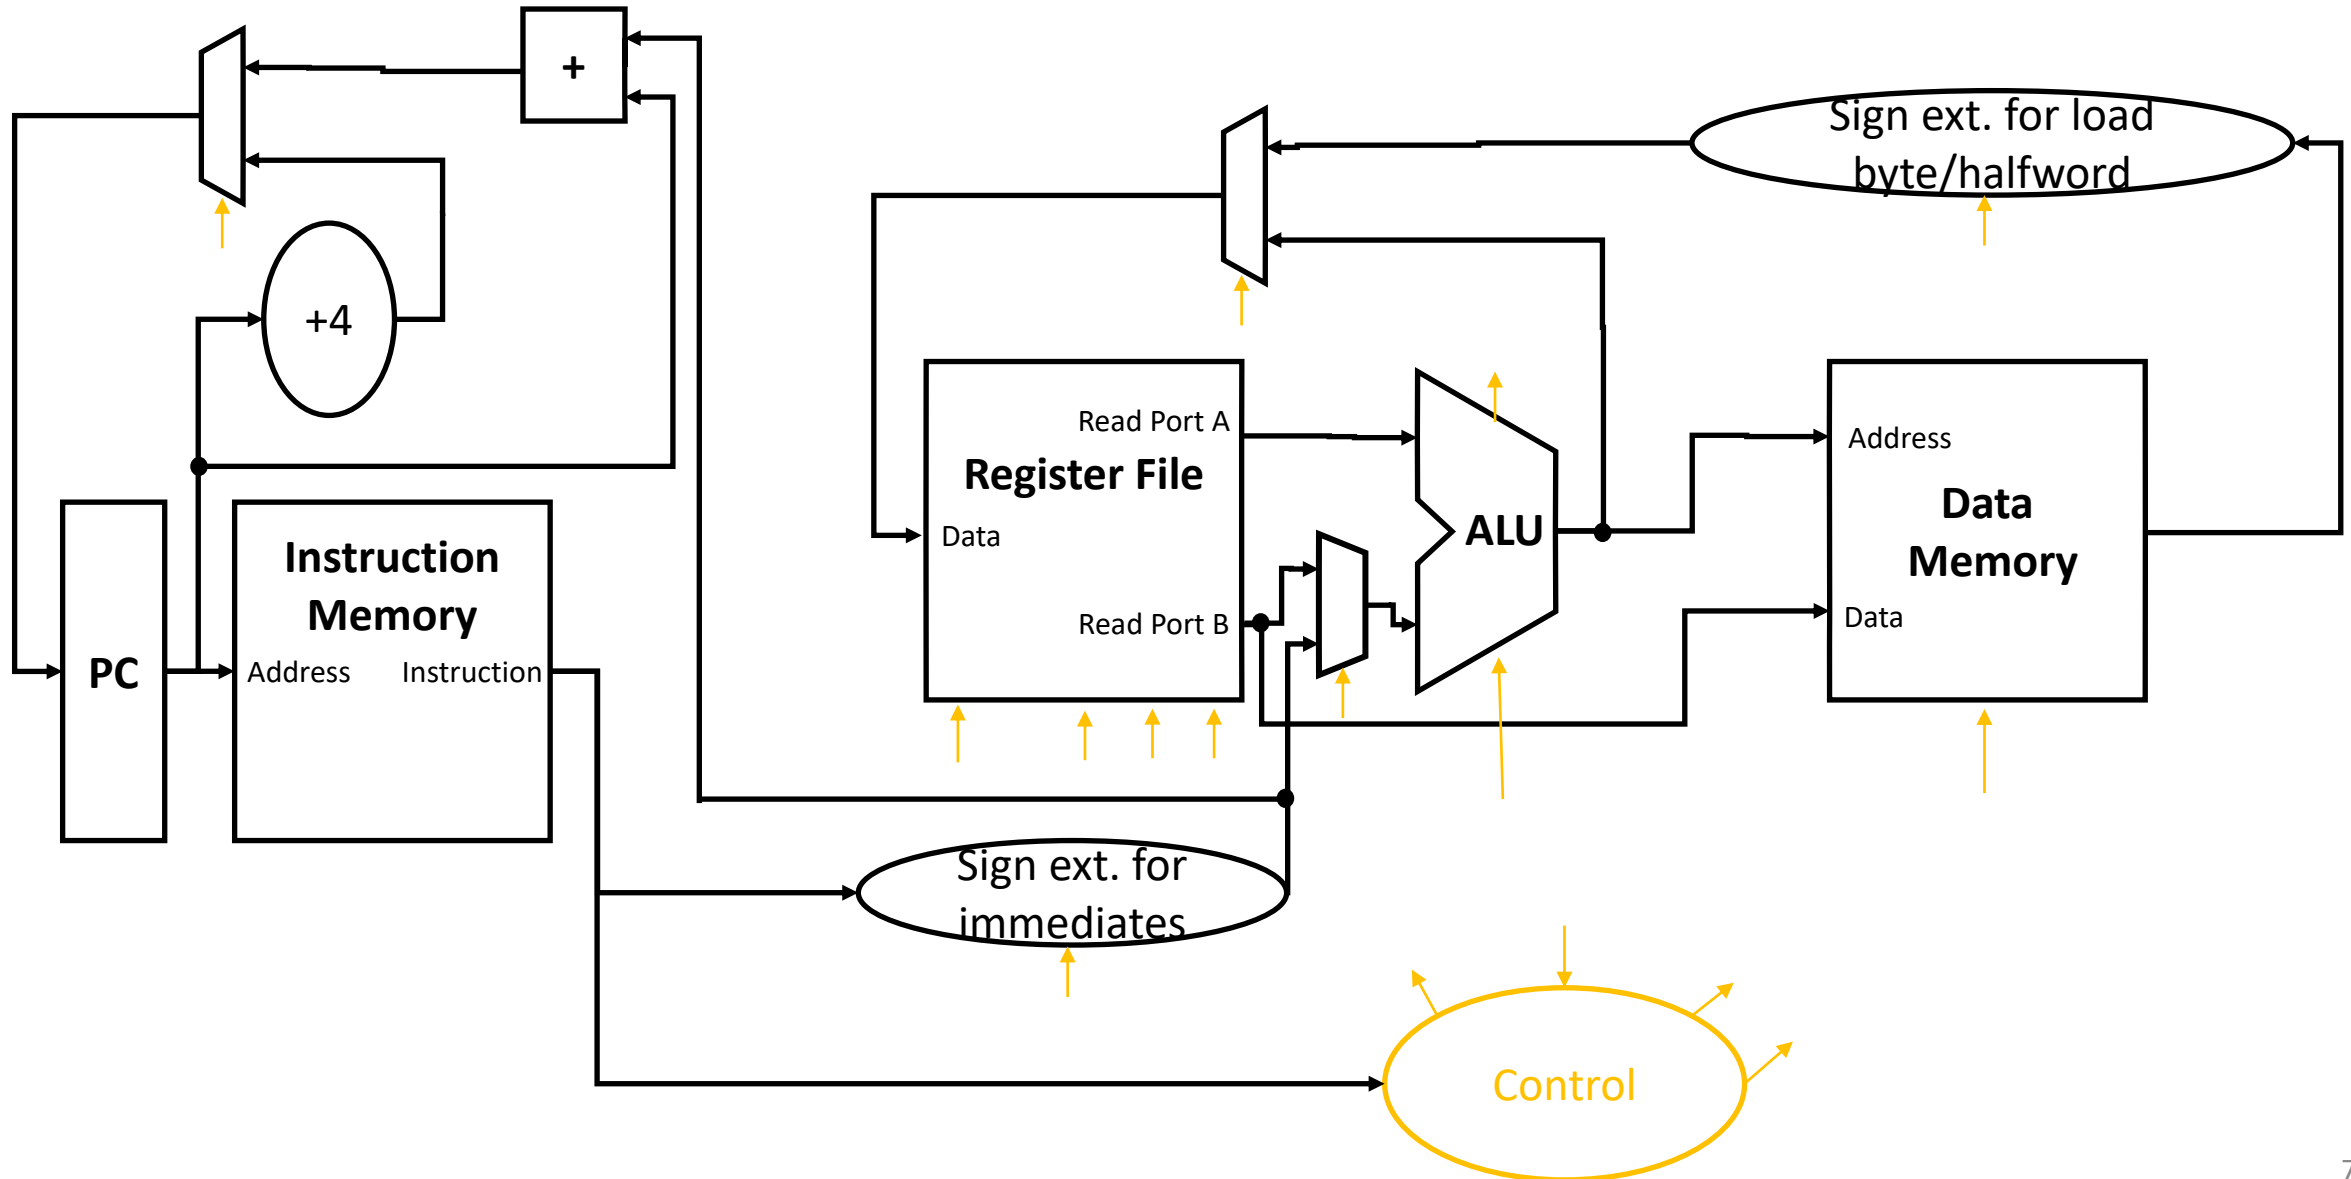 +
Sign ext. for load
byte/halfword
+4
Read Port A
Register File
Data
Read Port B
ALU
Address
Data
Memory
Data
Instruction
Memory
PC
Address
Instruction
Sign ext. for
immediates
Control
7